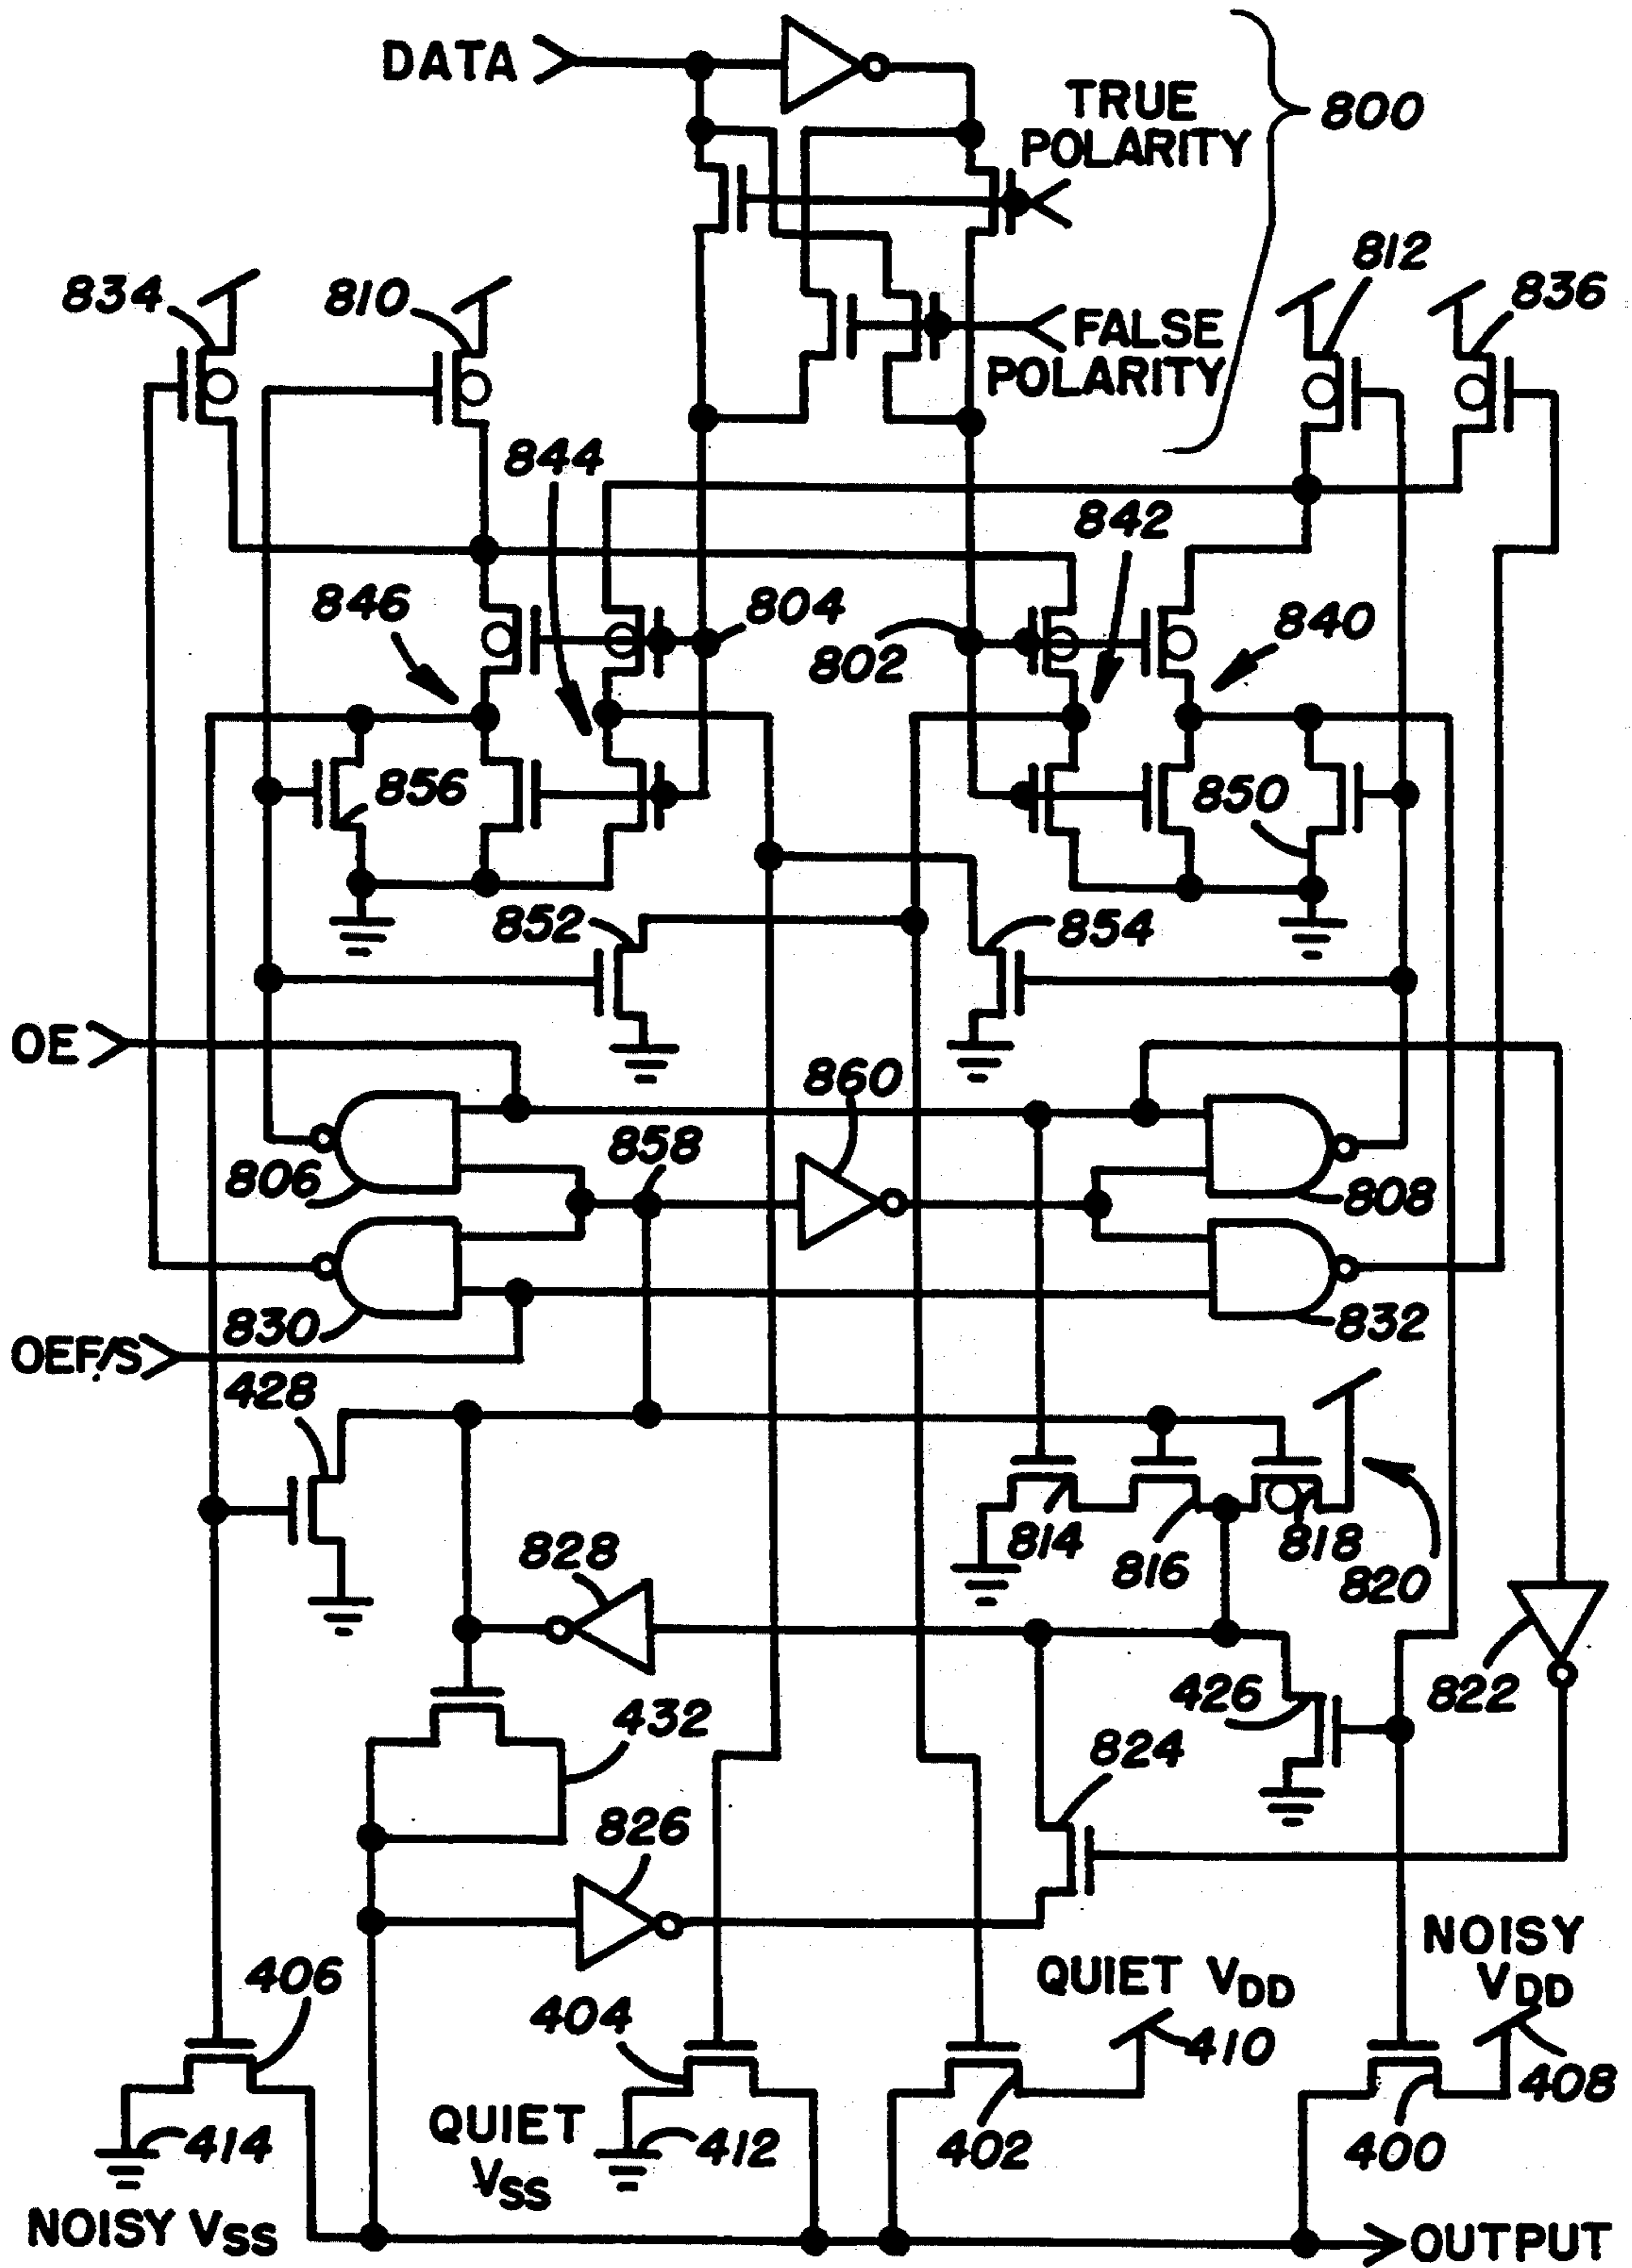 DATA
TRUE
POLARITY
800
834
810
812
836
FALSE
POLARITY
844
842
846
804
802
840
856
850
852
854
OE
860
858
806
808
830
832
OEF/S
428
814
816
818
820
828
822
426
432
824
826
NOISY
VDD
QUIET VDD
406
404
410
408
QUIET
VSS
414
412
402
400
NOISY VSS
OUTPUT